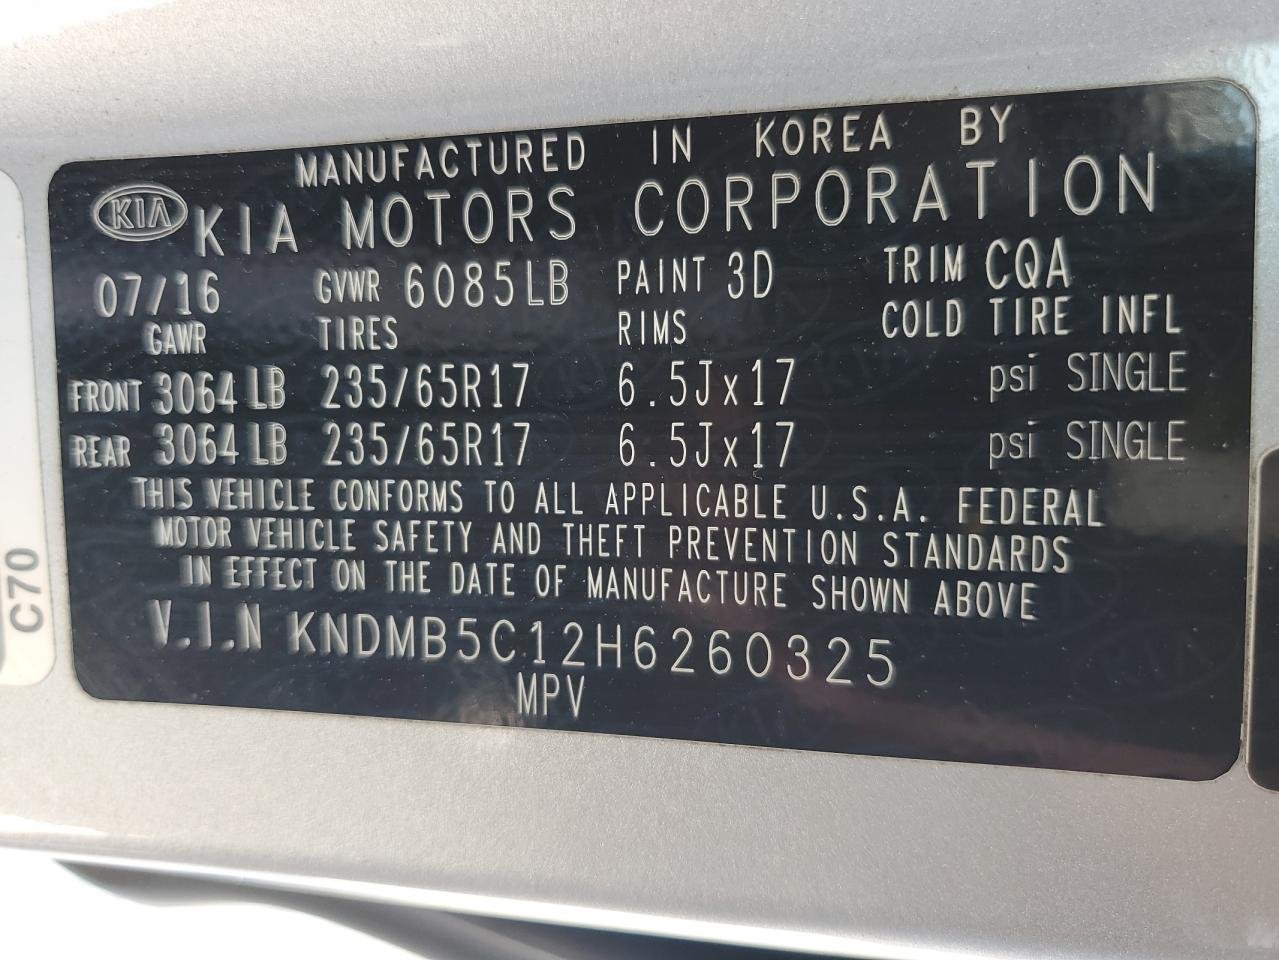 MANUFACTURED IN KOREA BY
KIA KIA MOTORS CORPORATION
07/16 GVWR 6085LB PAINT 3D TRIM CQA
GAWR TIRES RIMS COLD TIRE INFL
FRONT 3064 LB 235/65R17 6.5Jx17 psi SINGLE
REAR 3064 LB 235/65R17 6.5Jx17 psi SINGLE
THIS VEHICLE CONFORMS TO ALL APPLICABLE U.S.A. FEDERAL
MOTOR VEHICLE SAFETY AND THEFT PREVENTION STANDARDS
IN EFFECT ON THE DATE OF MANUFACTURE SHOWN ABOVE
V.I.N KNDMB5C12H6260325
MPV
C70